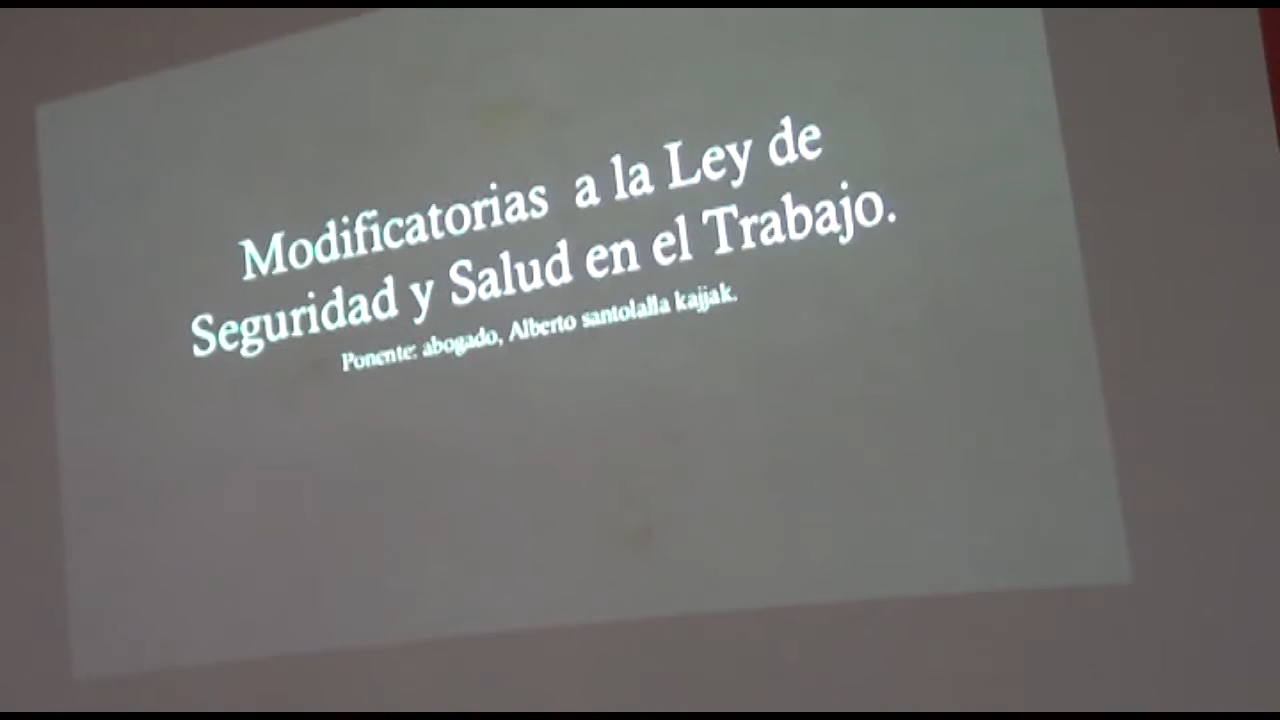 Modificatorias a la Ley de
Seguridad y Salud en el Trabajo.
Ponente: abogado, Alberto santolalla kajjak.